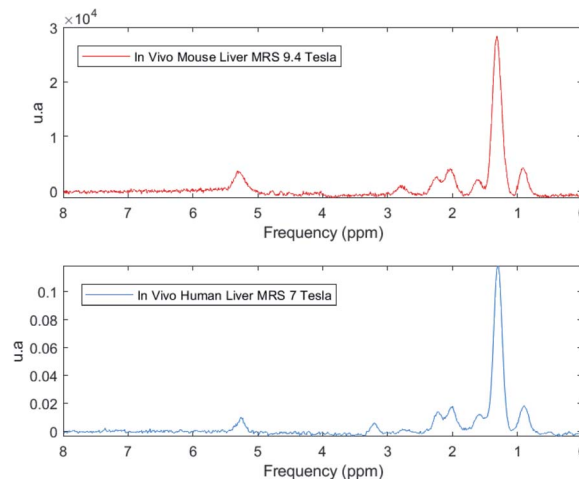 ×10⁴
3
2
1
0
u.a
In Vivo Mouse Liver MRS 9.4 Tesla
8 7 6 5 4 3 2 1
Frequency (ppm)
0.1
0.08
0.06
0.04
0.02
0
u.a
In Vivo Human Liver MRS 7 Tesla
8 7 6 5 4 3 2 1
Frequency (ppm)